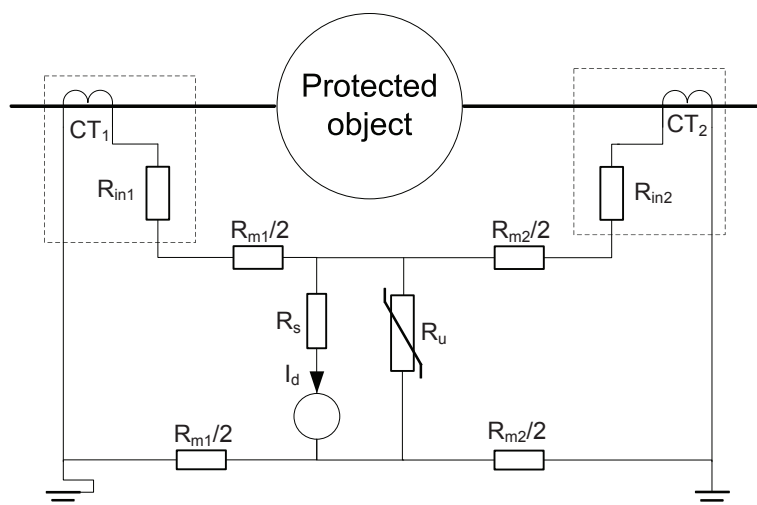 Protected
object
CT₁
CT₂
Rin1
Rin2
Rm1/2
Rm2/2
Rs
Ru
Id
Rm1/2
Rm2/2